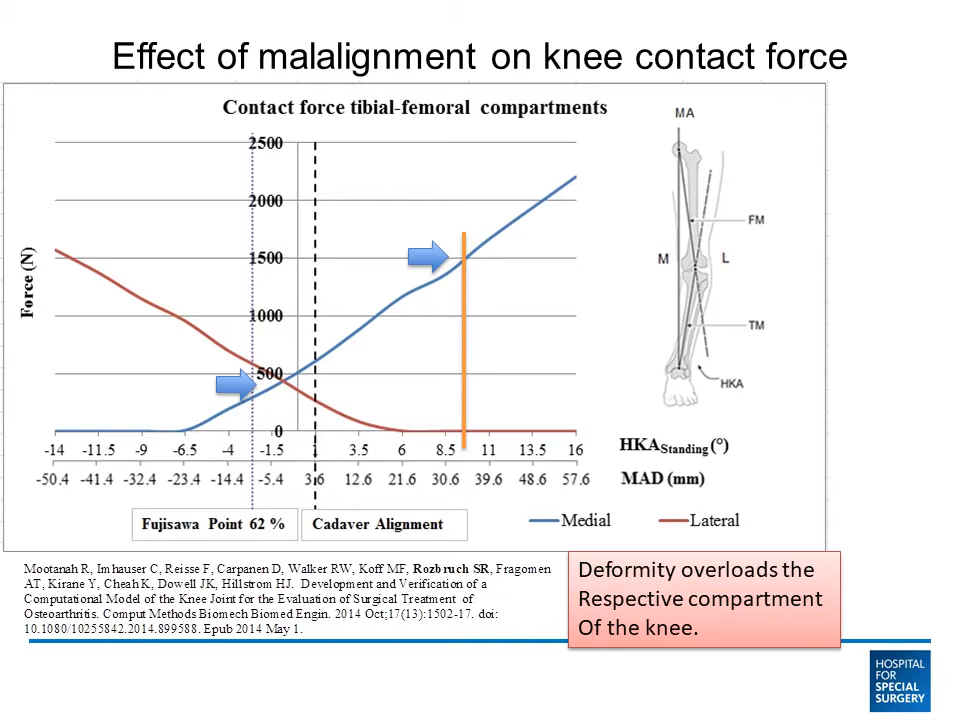 Effect of malalignment on knee contact force
Contact force tibial-femoral compartments
2500
2000
1500
1000
500
0
Force (N)
-14 -11.5 -9 -6.5 -4 -1.5 1 3.5 6 8.5 11 13.5 16
HKAStanding (°)
-50.4 -41.4 -32.4 -23.4 -14.4 -5.4 3.6 12.6 21.6 30.6 39.6 48.6 57.6
MAD (mm)
Fujisawa Point 62 %
Cadaver Alignment
Medial
Lateral
MA
FM
M
L
TM
HKA
Mootanah R, Imhauser C, Reisse F, Carpanen D, Walker RW, Koff MF, Rozbruch SR, Fragomen
AT, Kirane Y, Cheah K, Dowell JK, Hillstrom HJ. Development and Verification of a
Computational Model of the Knee Joint for the Evaluation of Surgical Treatment of
Osteoarthritis. Comput Methods Biomech Biomed Engin. 2014 Oct;17(13):1502-17. doi:
10.1080/10255842.2014.899588. Epub 2014 May 1.
Deformity overloads the
Respective compartment
Of the knee.
HOSPITAL
FOR
SPECIAL
SURGERY